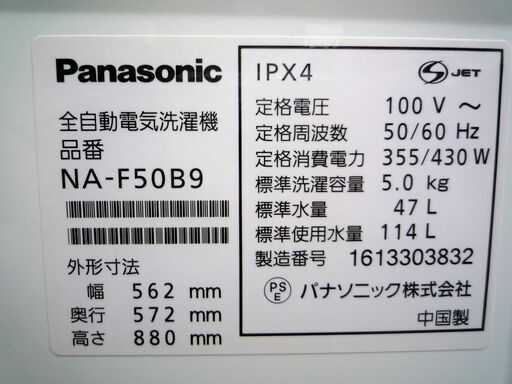 Panasonic
全自動電気洗濯機
品番
NA-F50B9
外形寸法
幅 562 mm
奥行 572 mm
高さ 880 mm
IPX4
S JET
定格電圧 100 V ～
定格周波数 50/60 Hz
定格消費電力 355/430 W
標準洗濯容量 5.0 kg
標準水量 47 L
標準使用水量 114 L
製造番号 1613303832
PS E パナソニック株式会社
中国製